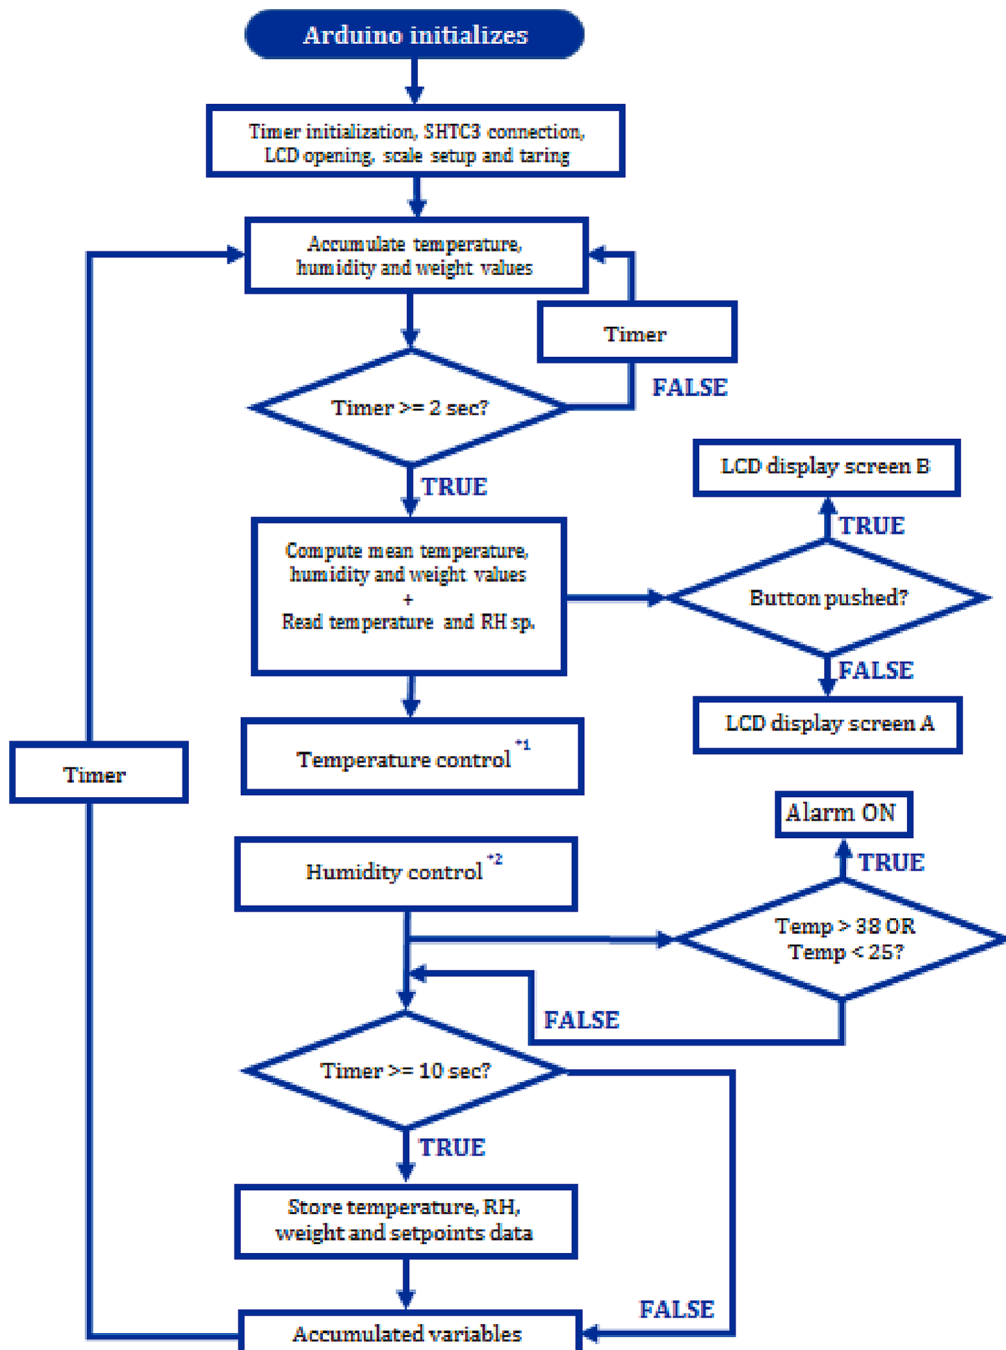 Arduino initializes
Timer initialization, SHTC3 connection,
LCD opening, scale setup and taring
Accumulate temperature,
humidity and weight values
Timer
FALSE
Timer >= 2 sec?
TRUE
LCD display screen B
TRUE
Compute mean temperature,
humidity and weight values
+
Read temperature and RH sp.
Button pushed?
FALSE
LCD display screen A
Temperature control *1
Timer
Alarm ON
TRUE
Humidity control *2
Temp > 38 OR
Temp < 25?
FALSE
Timer >= 10 sec?
TRUE
Store temperature, RH,
weight and setpoints data
FALSE
Accumulated variables